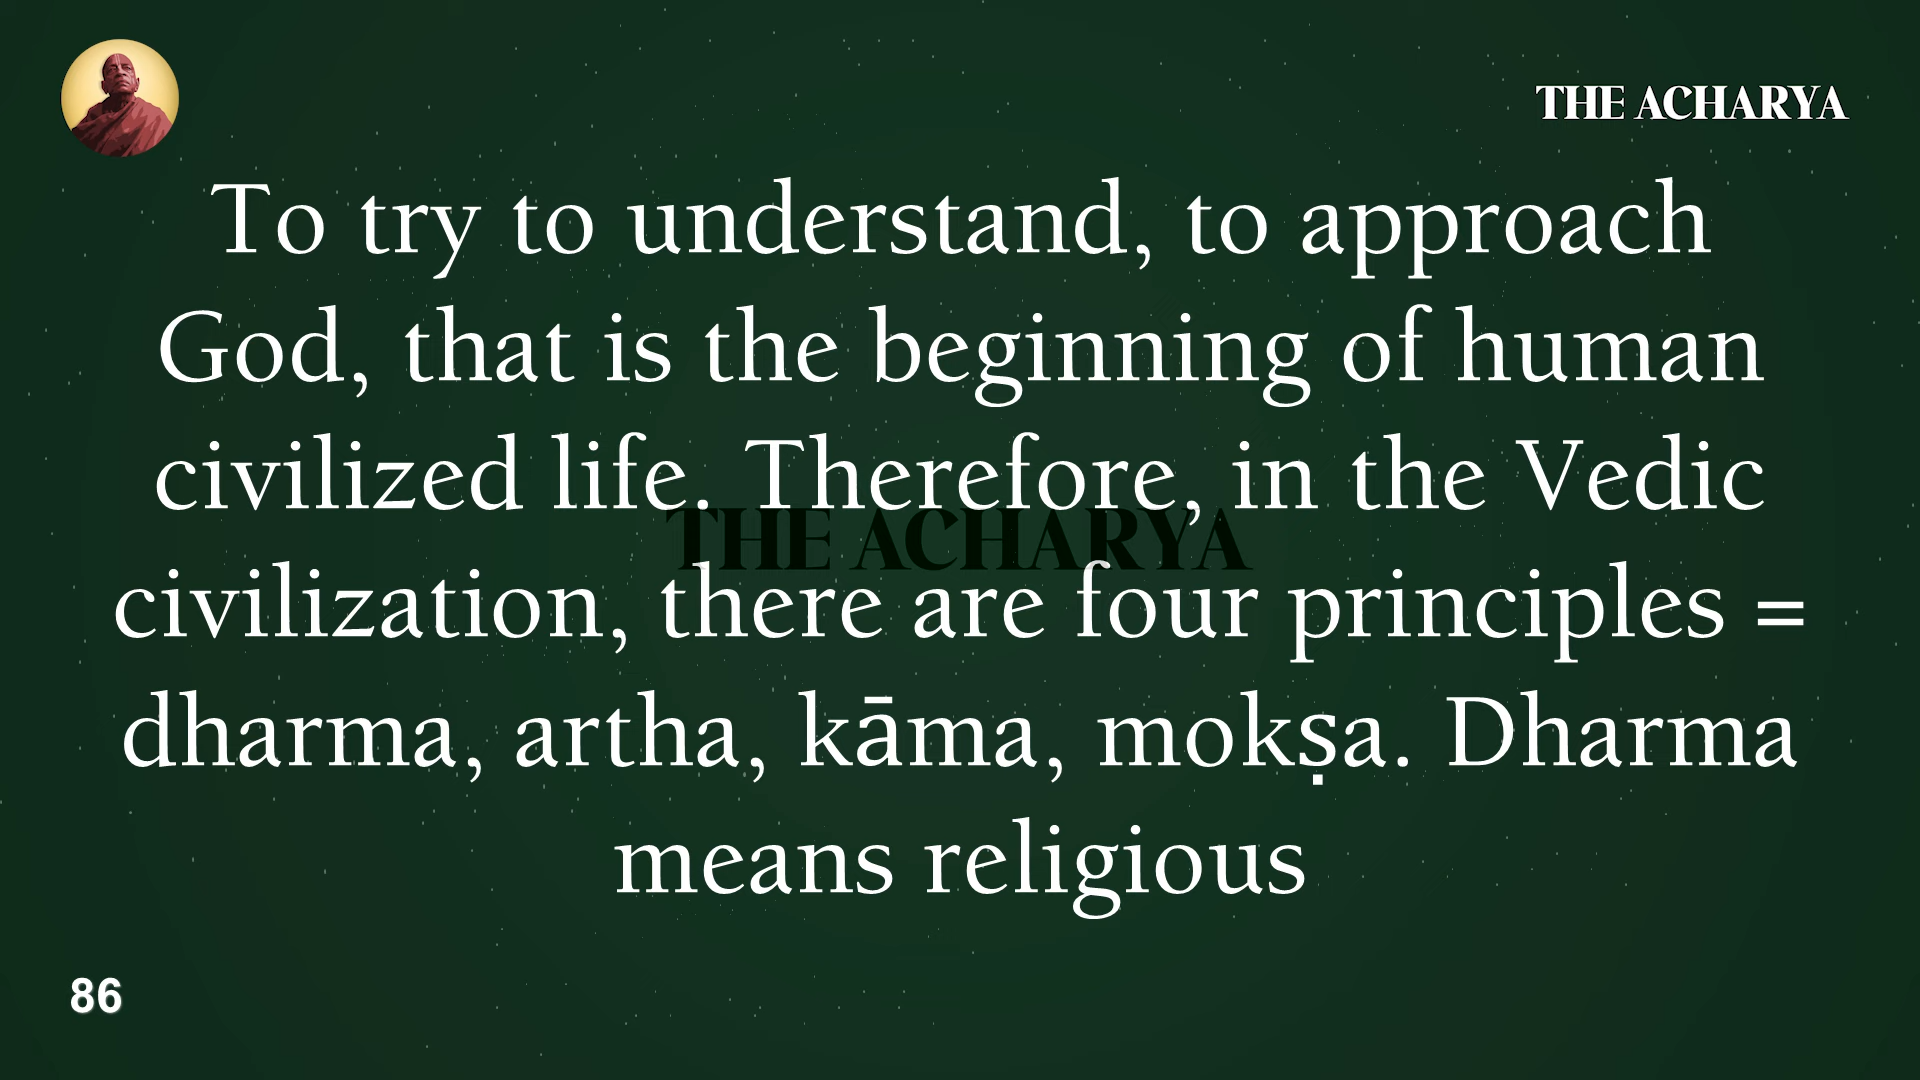 THE ACHARYA
To try to understand, to approach
God, that is the beginning of human
civilized life. Therefore, in the Vedic
THE ACHARYA
civilization, there are four principles =
dharma, artha, kāma, mokṣa. Dharma
means religious
86